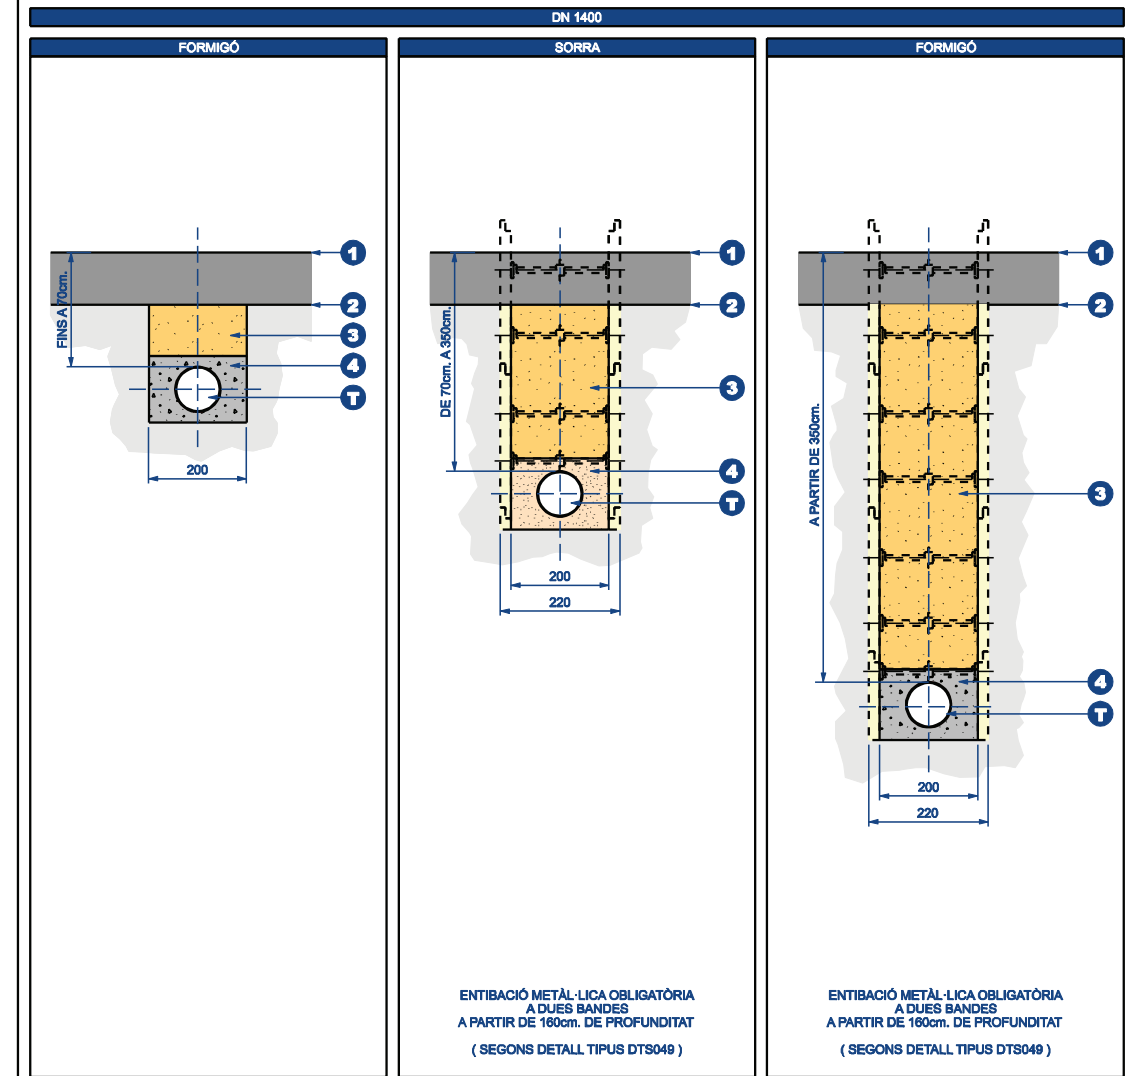 DN 1400
FORMIGÓ
FINS A 70cm.
1
2
3
4
T
200
SORRA
DE 70cm. A 350cm.
1
2
3
4
T
200
220
ENTIBACIÓ METÀL·LICA OBLIGATÒRIA
A DUES BANDES
A PARTIR DE 160cm. DE PROFUNDITAT
( SEGONS DETALL TIPUS DTS049 )
FORMIGÓ
A PARTIR DE 350cm.
1
2
3
4
T
200
220
ENTIBACIÓ METÀL·LICA OBLIGATÒRIA
A DUES BANDES
A PARTIR DE 160cm. DE PROFUNDITAT
( SEGONS DETALL TIPUS DTS049 )